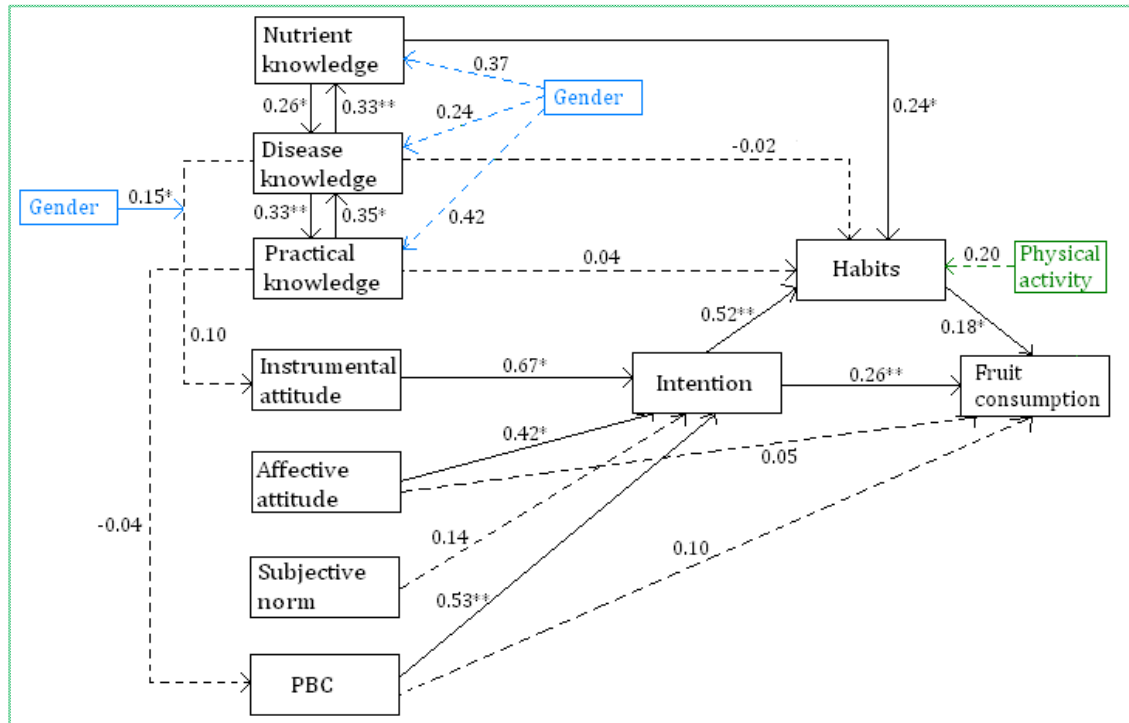 Nutrient
knowledge
0.37
Gender
0.26*
0.33**
0.24
0.24*
Disease
knowledge
-0.02
Gender
0.15*
0.33**
0.35*
0.42
Practical
knowledge
0.04
Habits
0.20
Physical
activity
0.10
0.52**
0.18*
Instrumental
attitude
0.67*
Intention
0.26**
Fruit
consumption
0.42*
Affective
attitude
0.05
-0.04
0.14
0.10
Subjective
norm
0.53**
PBC